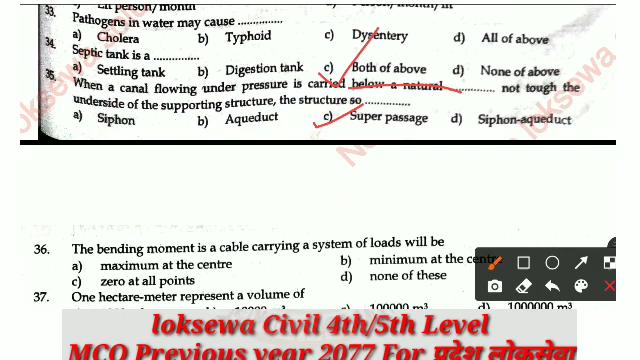 33. Lit person/month
Pathogens in water may cause ..............
a) Cholera b) Typhoid c) Dysentery d) All of above
34. Septic tank is a ..............
a) Settling tank b) Digestion tank c) Both of above d) None of above
35. When a canal flowing under pressure is carried below a natural .............. not tough the
underside of the supporting structure, the structure so ..............
a) Siphon b) Aqueduct c) Super passage d) Siphon-aqueduct
36. The bending moment is a cable carrying a system of loads will be
a) maximum at the centre b) minimum at the centre
c) zero at all points d) none of these
37. One hectare-meter represent a volume of
100000 m³ d) 1000000 m³
loksewa Civil 4th/5th Level
MCQ Previous year 2077 For प्रदेश लोकसेवा